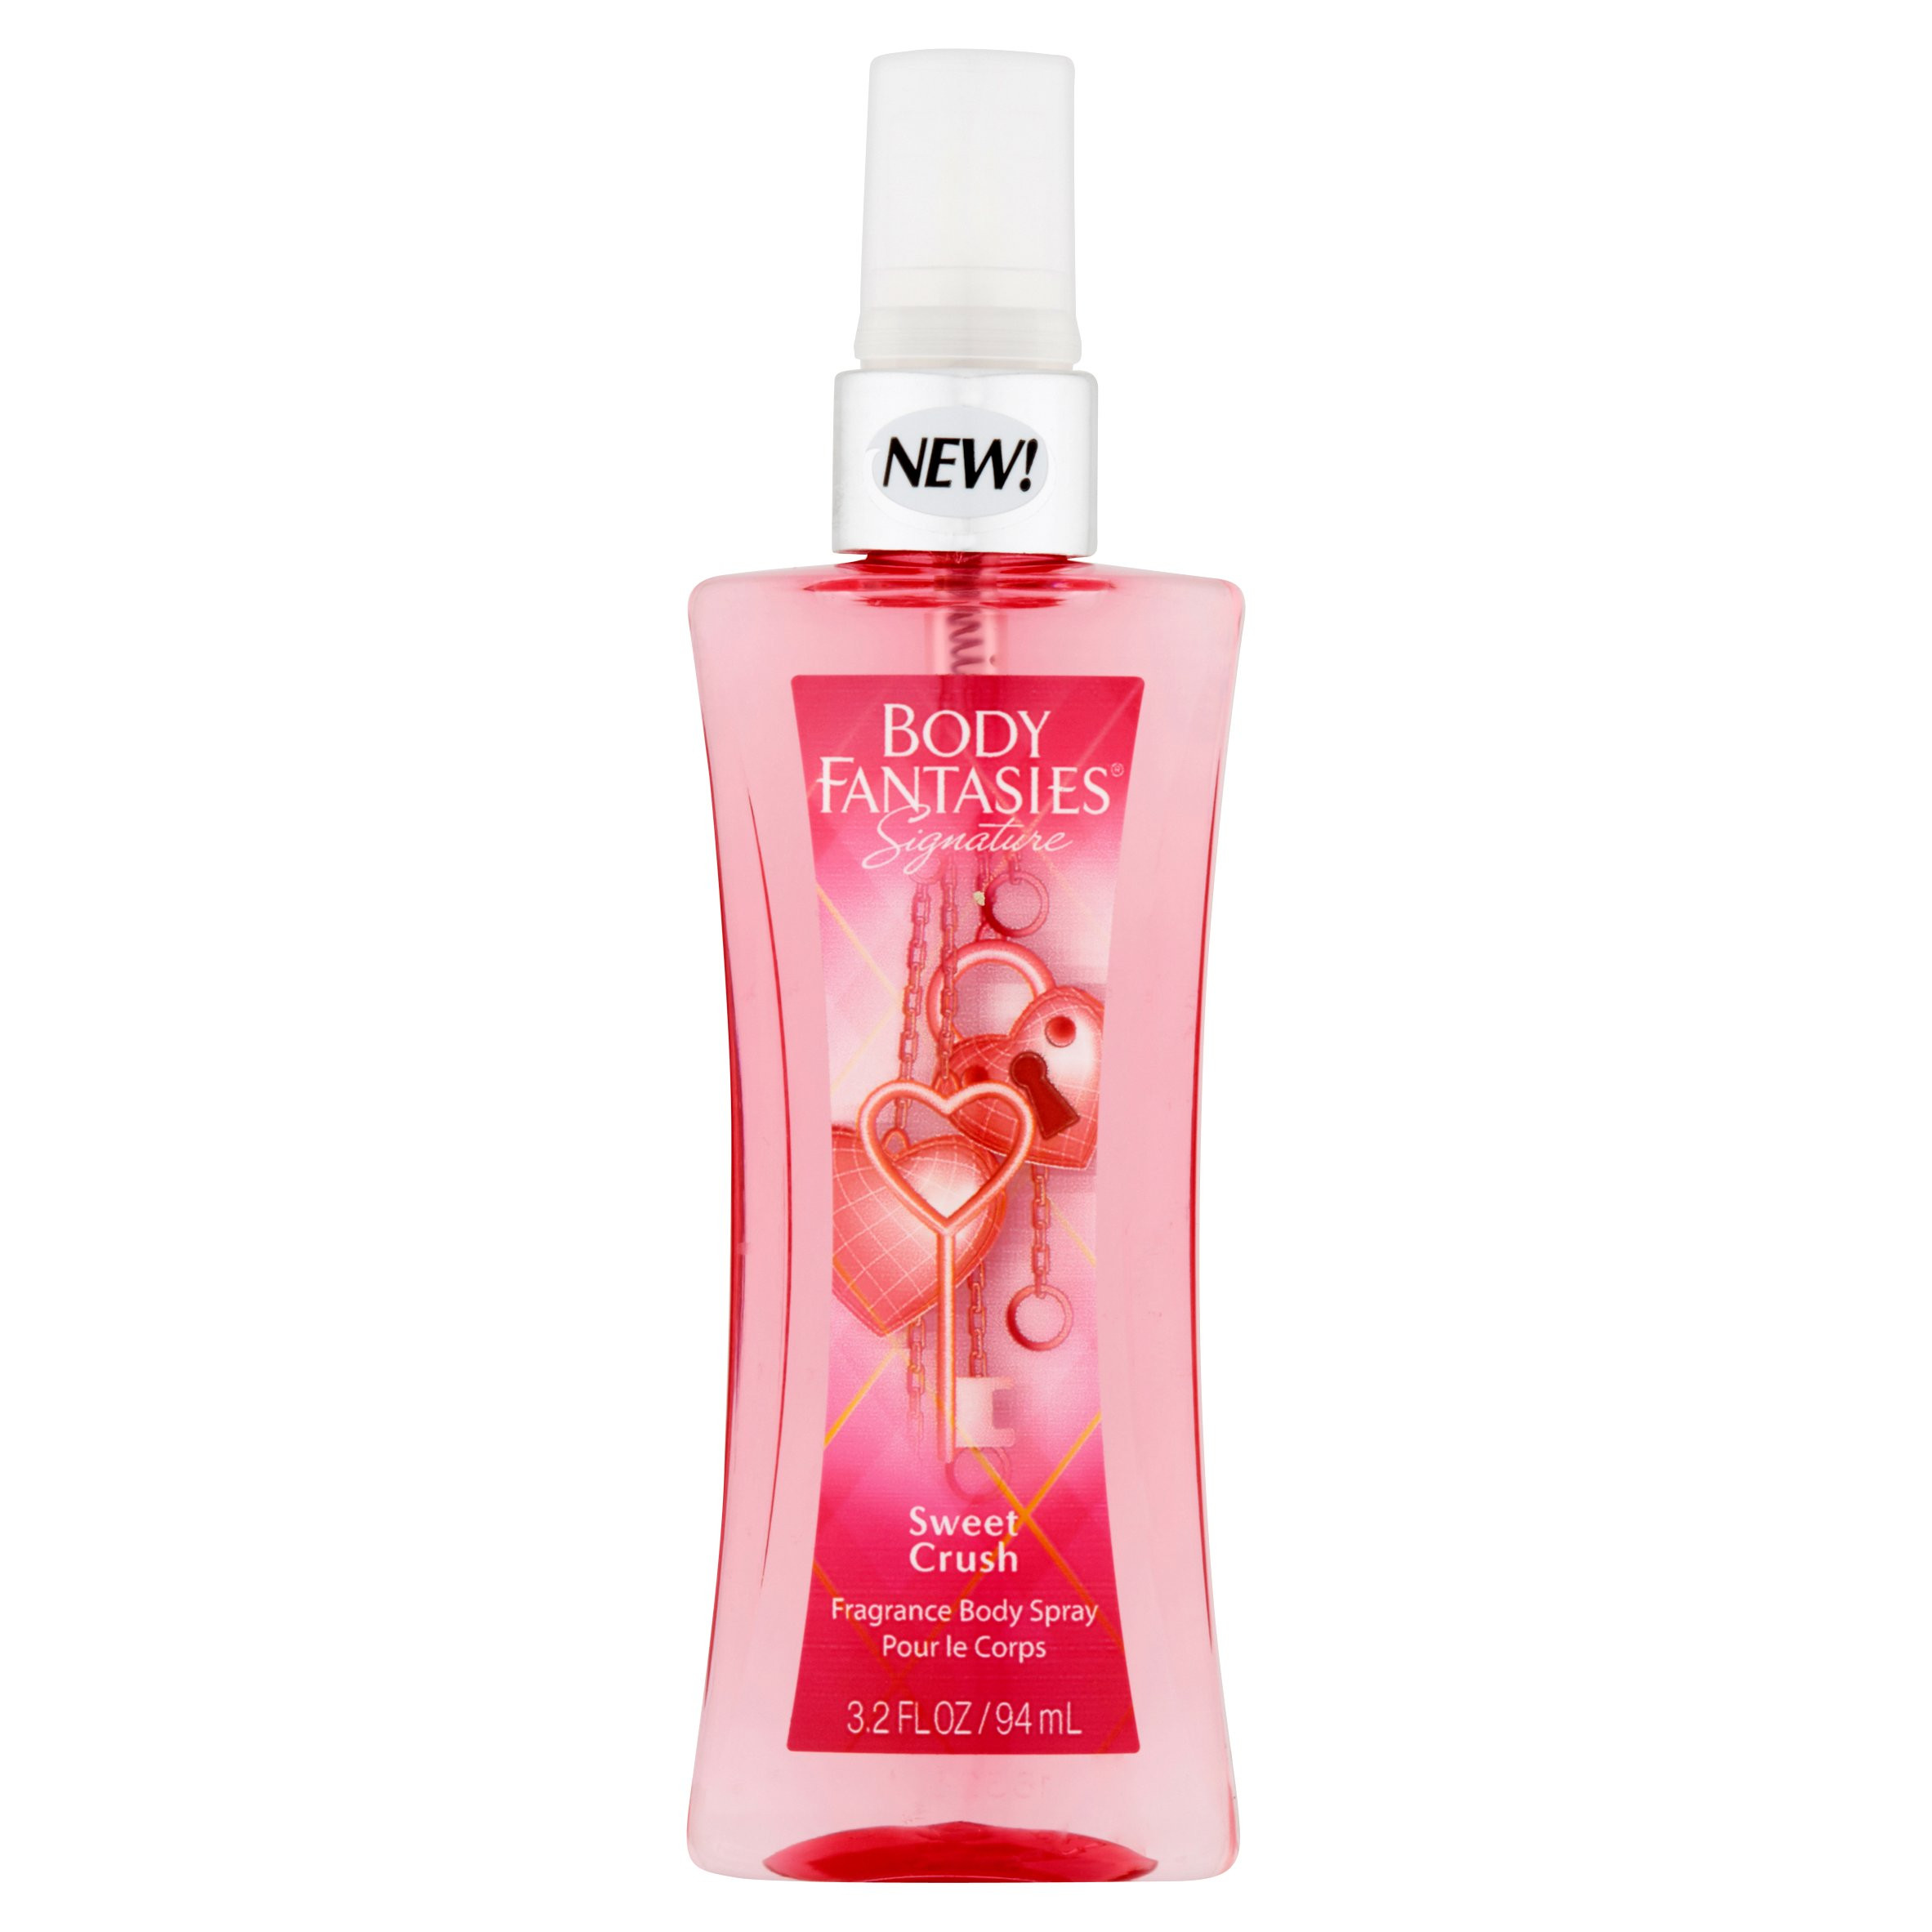 NEW!
BODY
FANTASIES®
Signature
Sweet
Crush
Fragrance Body Spray
Pour le Corps
3.2 FL OZ / 94 mL